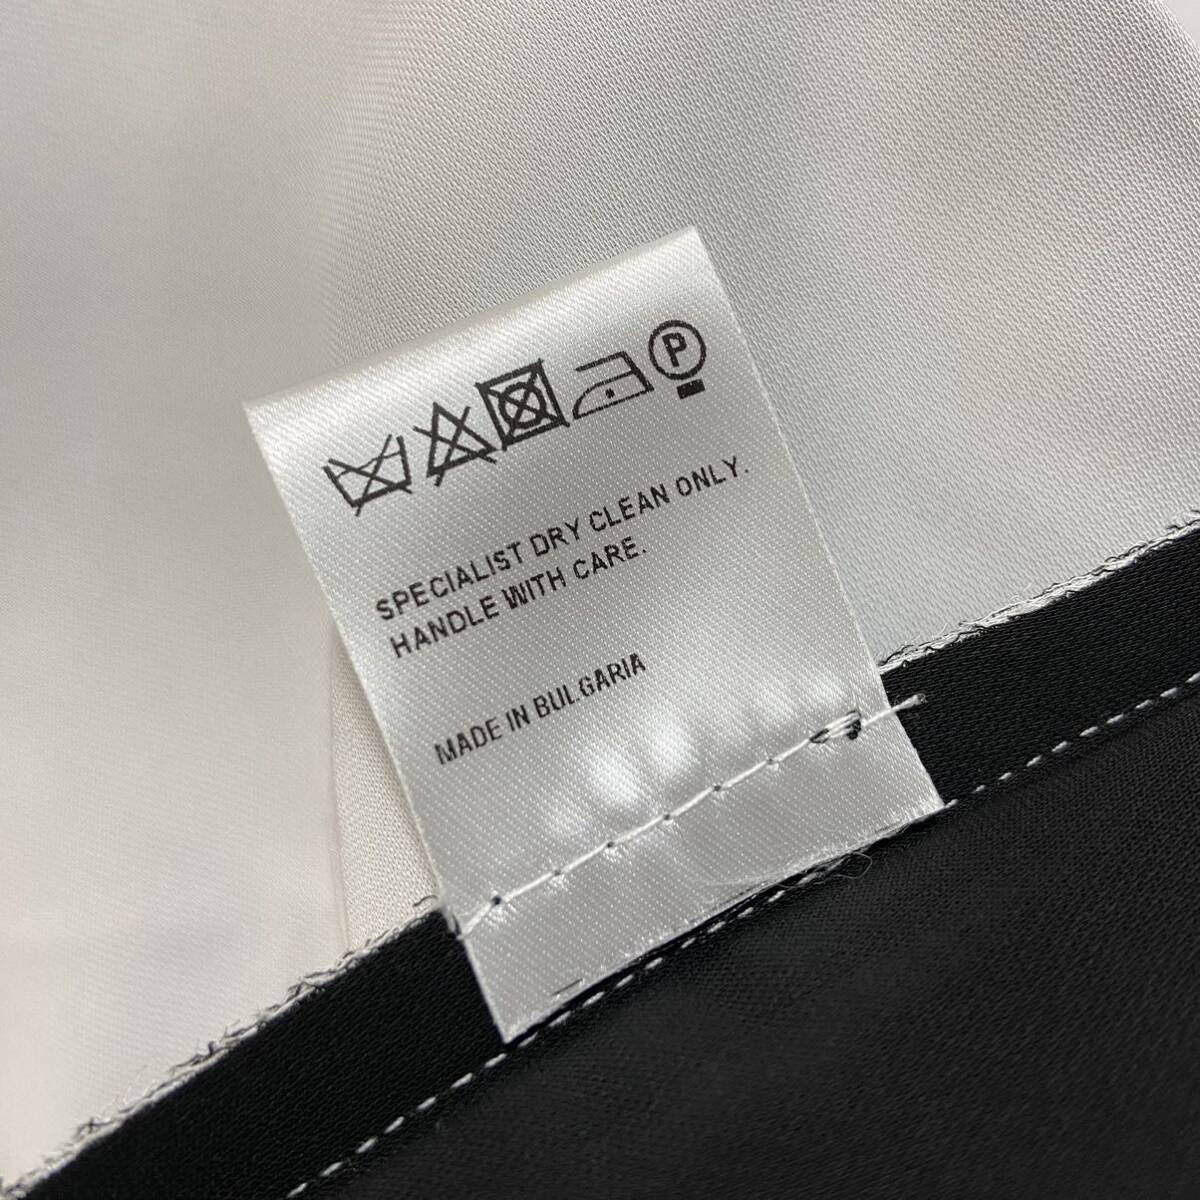 P
SPECIALIST DRY CLEAN ONLY.
HANDLE WITH CARE.
MADE IN BULGARIA